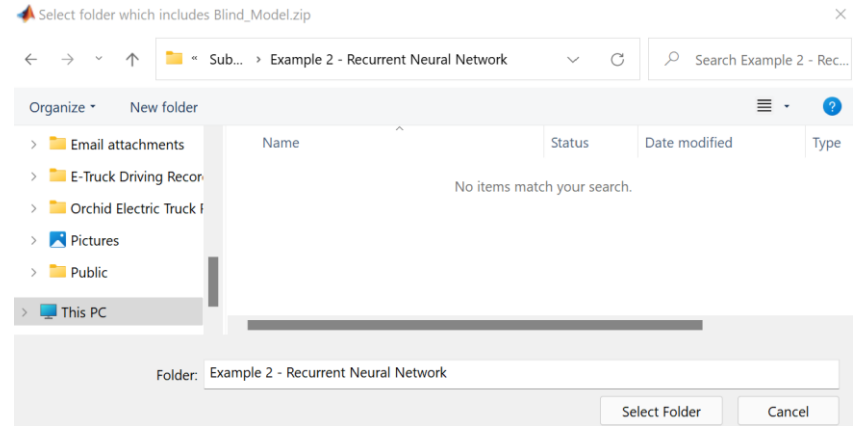 Select folder which includes Blind_Model.zip
« Sub... > Example 2 - Recurrent Neural Network
Search Example 2 - Rec...
Organize New folder
?
Name Status Date modified Type
Email attachments
E-Truck Driving Recor
Orchid Electric Truck F
Pictures
Public
This PC
No items match your search.
Folder: Example 2 - Recurrent Neural Network
Select Folder Cancel